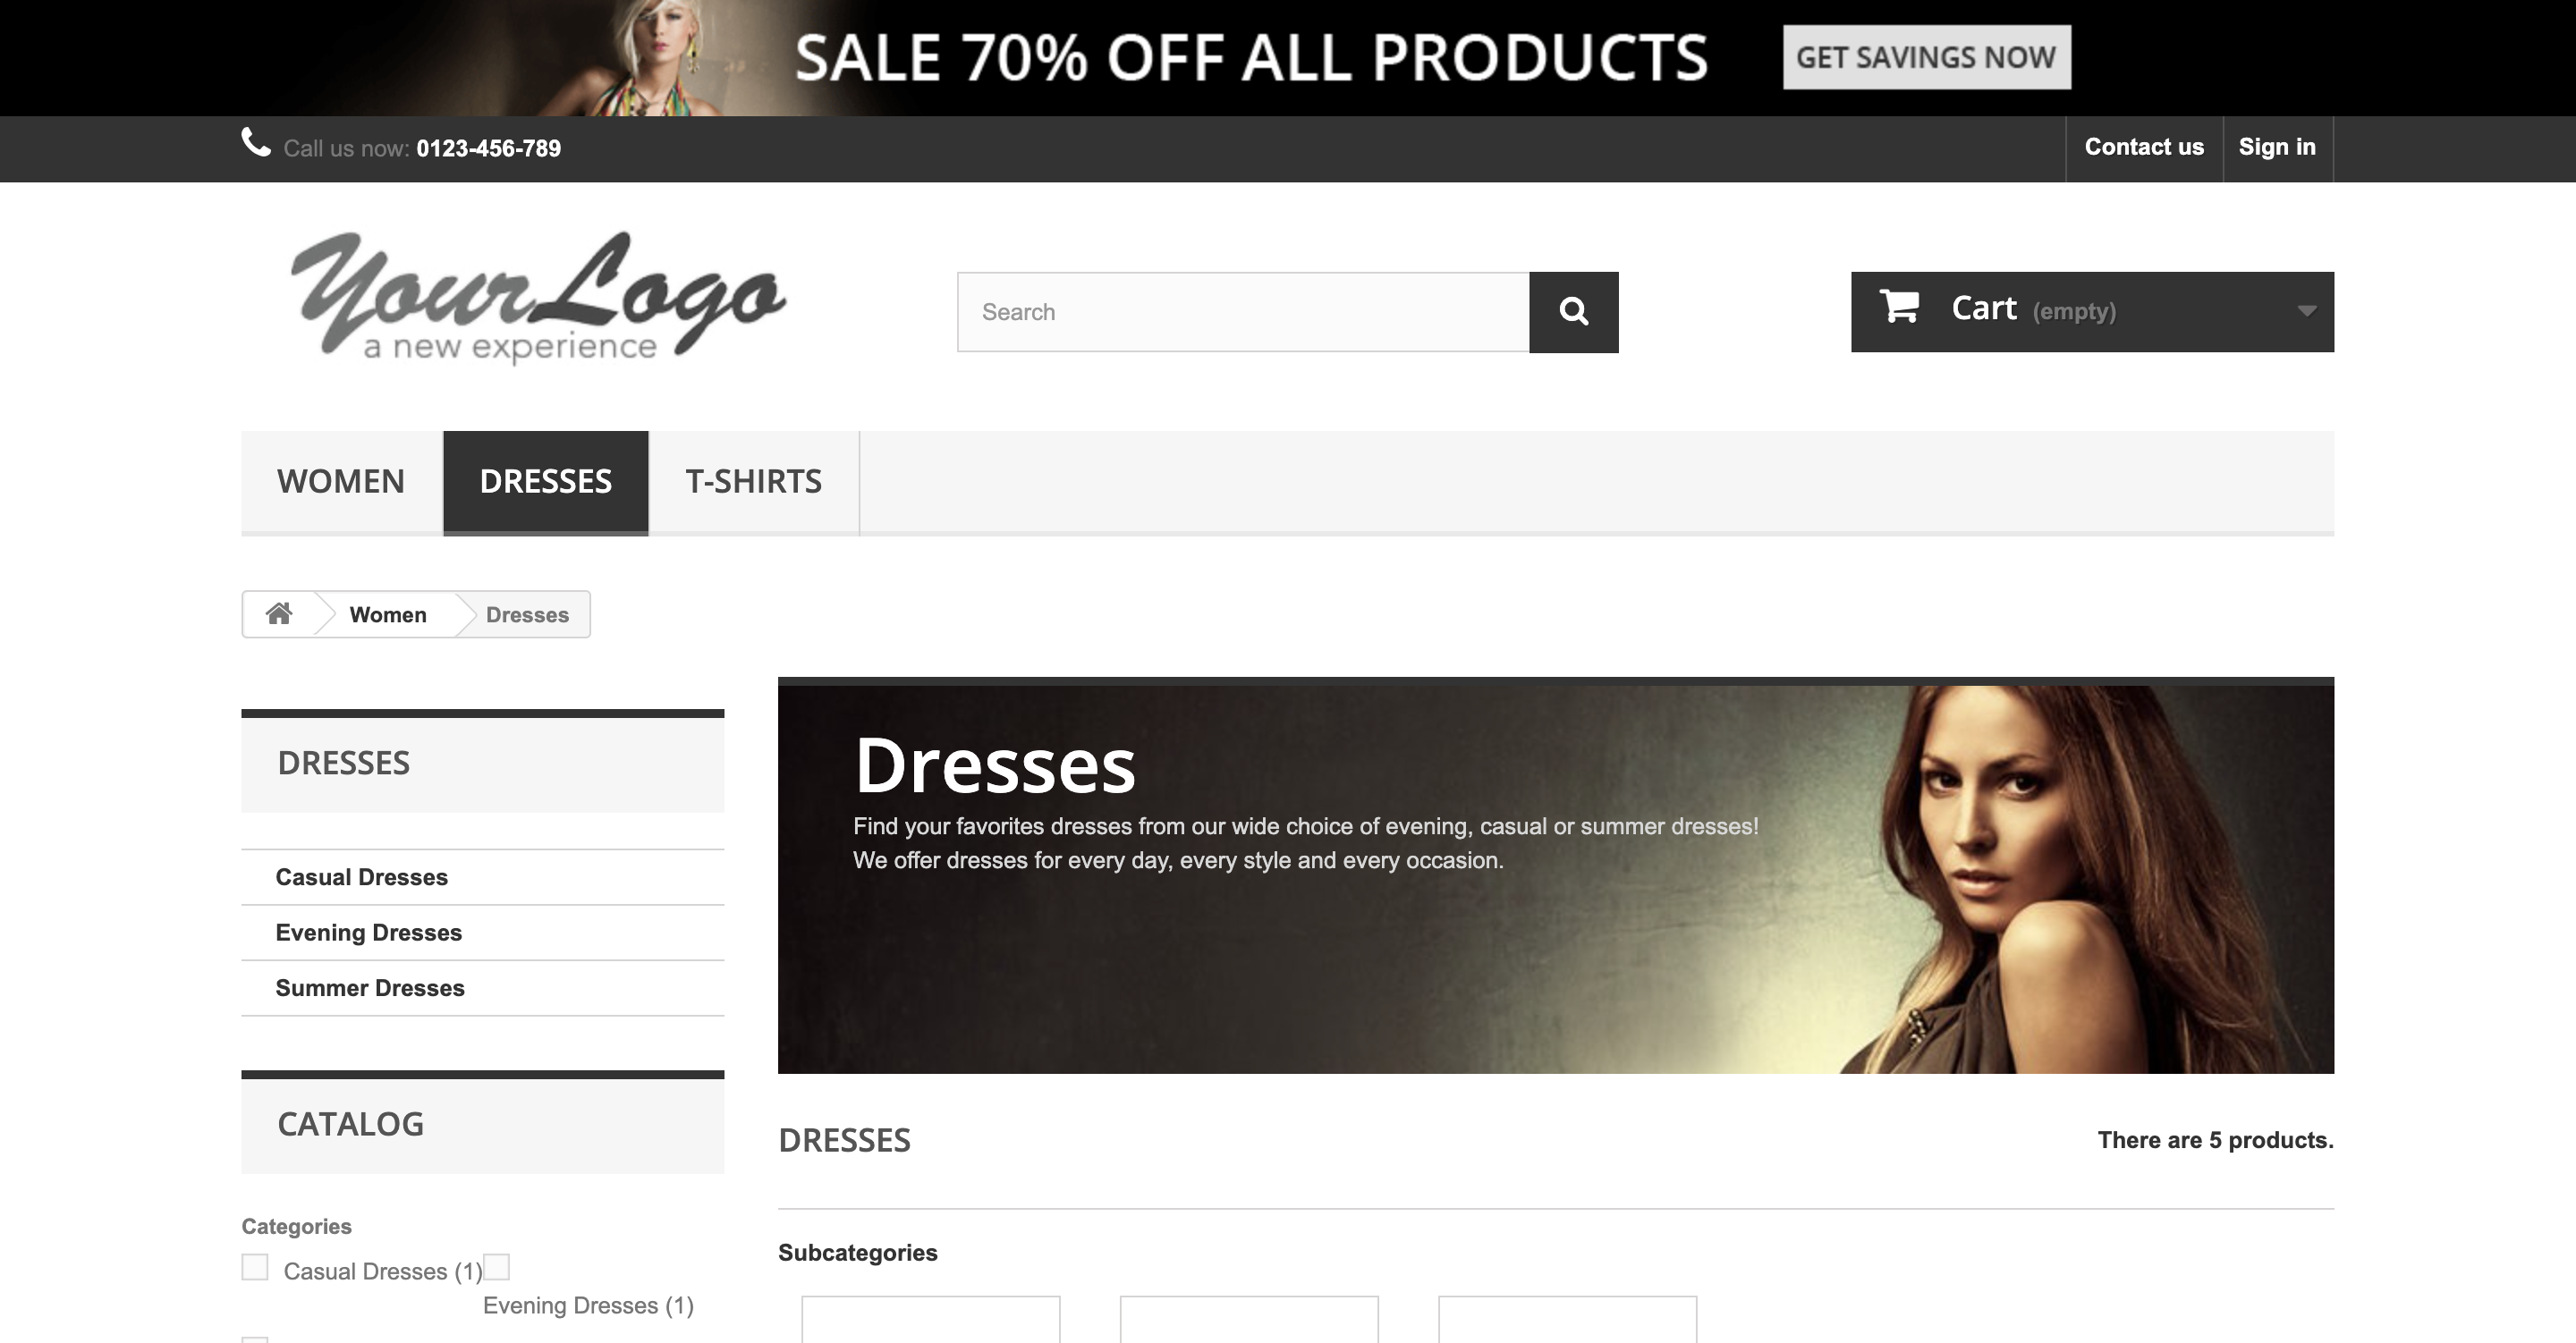 SALE 70% OFF ALL PRODUCTS
GET SAVINGS NOW
Call us now: 0123-456-789
Contact us
Sign in
Your Logo
a new experience
Search
Cart (empty)
WOMEN
DRESSES
T-SHIRTS
Women
Dresses
DRESSES
Casual Dresses
Evening Dresses
Summer Dresses
CATALOG
Categories
Casual Dresses (1)
Evening Dresses (1)
Dresses
Find your favorites dresses from our wide choice of evening, casual or summer dresses!
We offer dresses for every day, every style and every occasion.
DRESSES
There are 5 products.
Subcategories